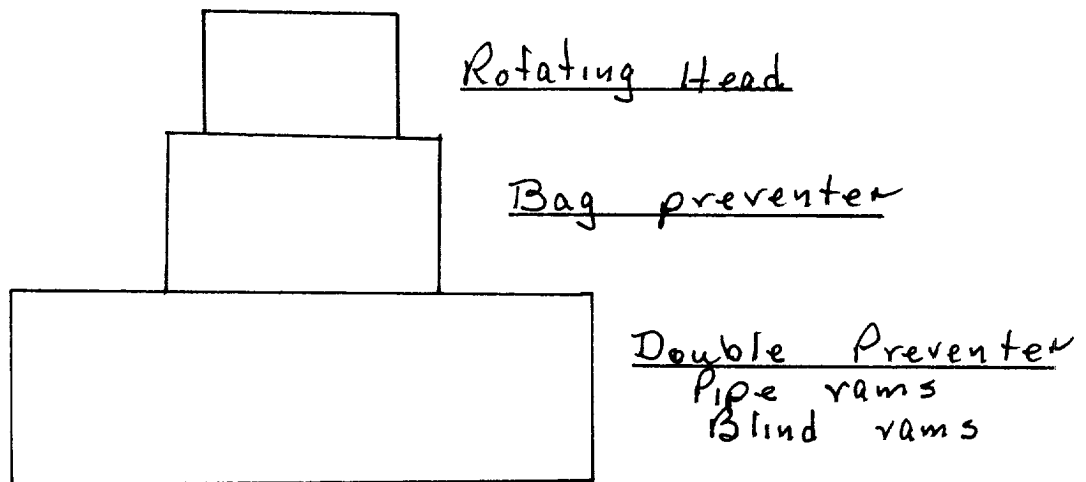 Rotating Head
Bag preventer
Double Preventer
Pipe rams
Blind rams